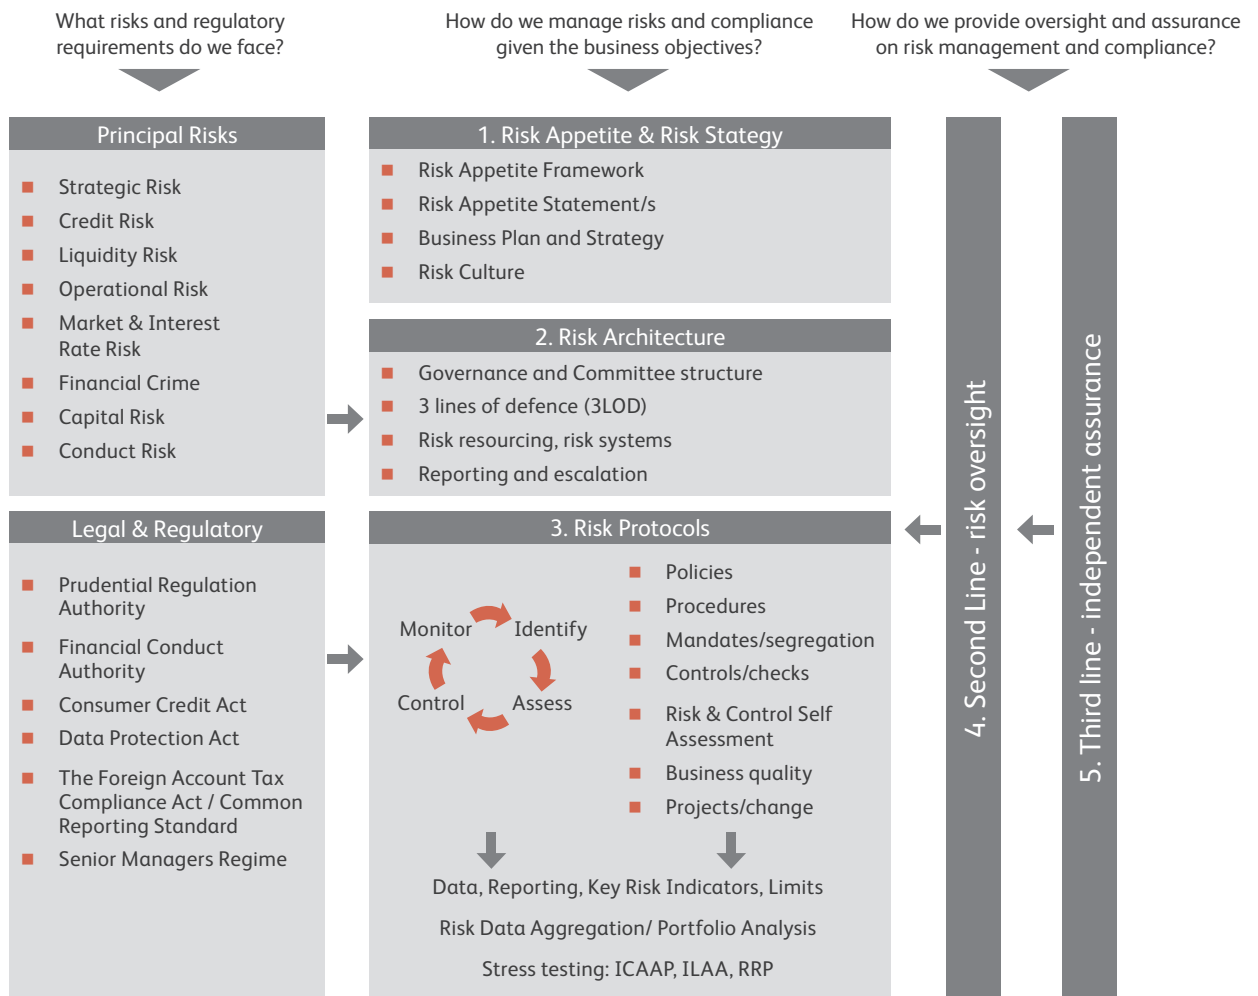 What risks and regulatory
requirements do we face?
How do we manage risks and compliance
given the business objectives?
How do we provide oversight and assurance
on risk management and compliance?
Principal Risks
Strategic Risk
Credit Risk
Liquidity Risk
Operational Risk
Market & Interest
Rate Risk
Financial Crime
Capital Risk
Conduct Risk
Legal & Regulatory
Prudential Regulation
Authority
Financial Conduct
Authority
Consumer Credit Act
Data Protection Act
The Foreign Account Tax
Compliance Act / Common
Reporting Standard
Senior Managers Regime
1. Risk Appetite & Risk Stategy
Risk Appetite Framework
Risk Appetite Statement/s
Business Plan and Strategy
Risk Culture
2. Risk Architecture
Governance and Committee structure
3 lines of defence (3LOD)
Risk resourcing, risk systems
Reporting and escalation
3. Risk Protocols
Monitor
Identify
Control
Assess
Policies
Procedures
Mandates/segregation
Controls/checks
Risk & Control Self
Assessment
Business quality
Projects/change
Data, Reporting, Key Risk Indicators, Limits
Risk Data Aggregation/ Portfolio Analysis
Stress testing: ICAAP, ILAA, RRP
4. Second Line - risk oversight
5. Third line - independent assurance